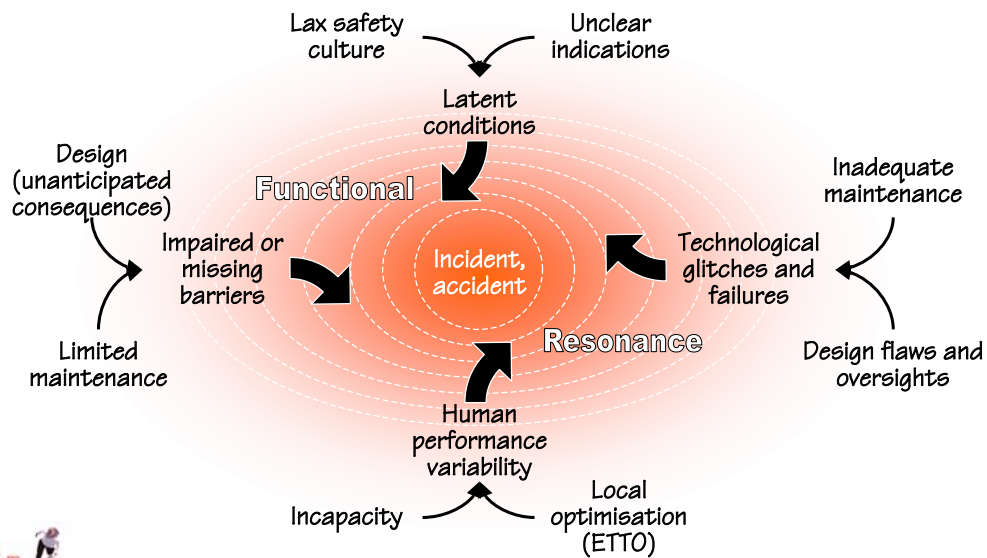 Lax safety
culture
Unclear
indications
Latent
conditions
Design
(unanticipated
consequences)
Functional
Inadequate
maintenance
Impaired or
missing
barriers
Incident,
accident
Technological
glitches and
failures
Resonance
Limited
maintenance
Design flaws and
oversights
Human
performance
variability
Incapacity
Local
optimisation
(ETTO)